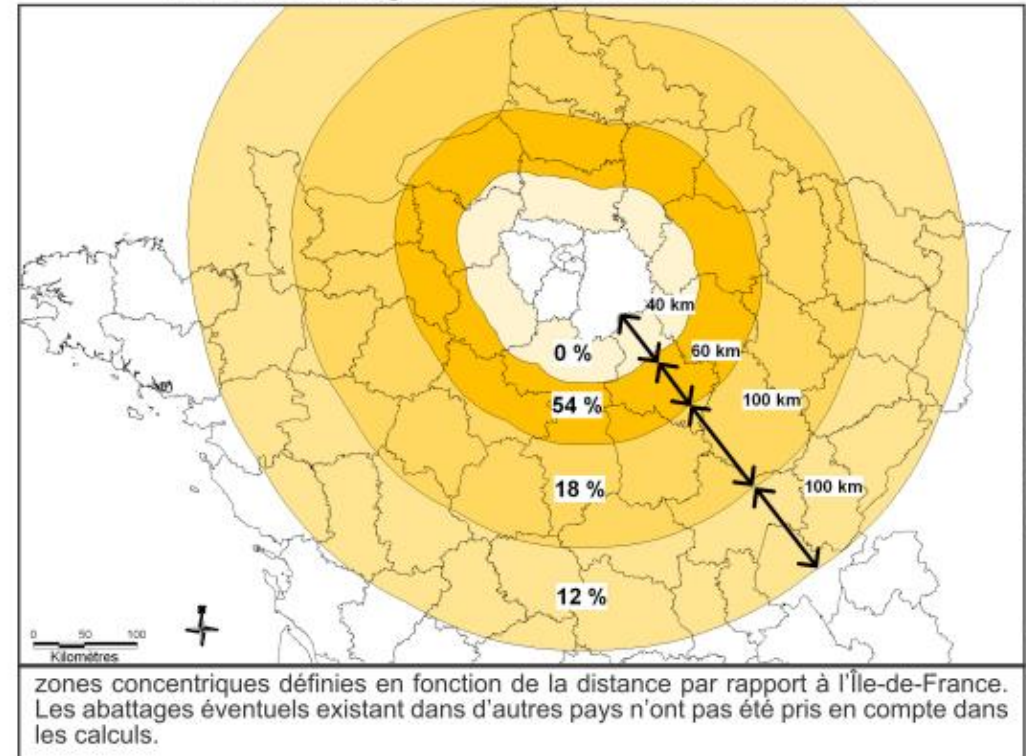 40 km
0 %
60 km
54 %
100 km
18 %
100 km
12 %
0 50 100
Kilomètres
zones concentriques définies en fonction de la distance par rapport à l'Île-de-France.
Les abattages éventuels existant dans d'autres pays n'ont pas été pris en compte dans
les calculs.